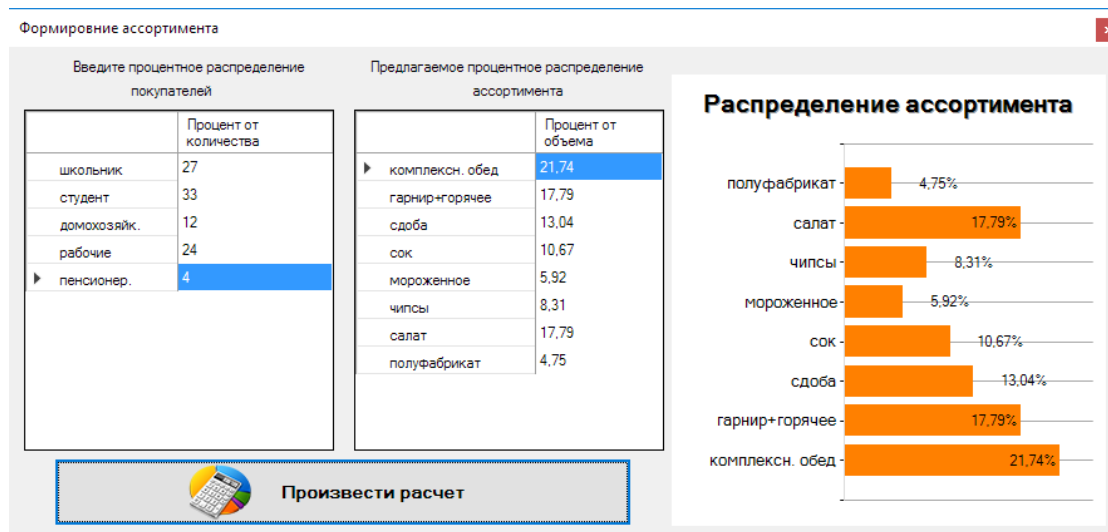 Формировние ассортимента
Введите процентное распределение
покупателей
Процент от
количества
школьник 27
студент 33
домохозяйк. 12
рабочие 24
пенсионер. 4
Предлагаемое процентное распределение
ассортимента
Процент от
объема
комплексн. обед 21,74
гарнир+горячее 17,79
сдоба 13,04
сок 10,67
мороженное 5,92
чипсы 8,31
салат 17,79
полуфабрикат 4,75
Произвести расчет
Распределение ассортимента
полуфабрикат 4,75%
салат 17,79%
чипсы 8,31%
мороженное 5,92%
сок 10,67%
сдоба 13,04%
гарнир+горячее 17,79%
комплексн. обед 21,74%